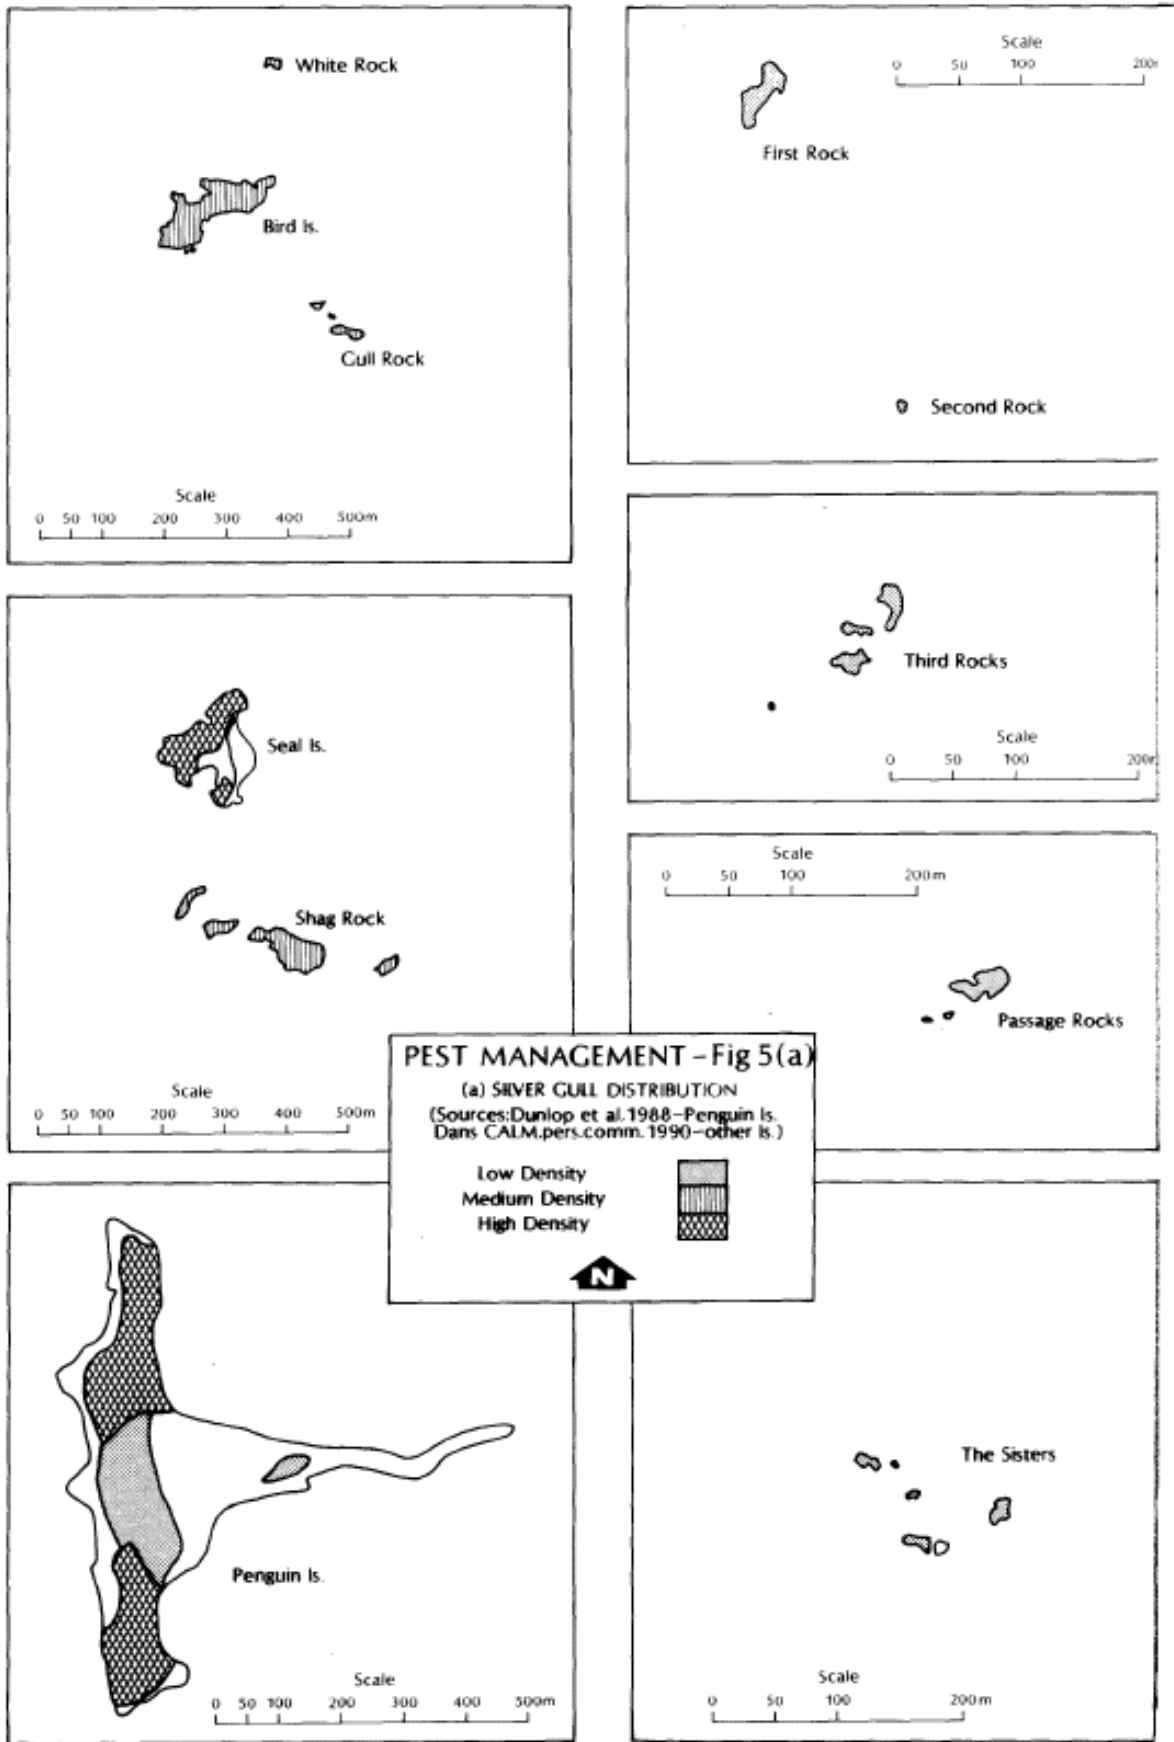 White Rock
Bird Is.
Gull Rock
Scale
0 50 100 200 300 400 500m
Scale
0 50 100 200m
First Rock
Second Rock
Third Rocks
Scale
0 50 100 200m
Seal Is.
Shag Rock
Scale
0 50 100 200 300 400 500m
Scale
0 50 100 200m
Passage Rocks
PEST MANAGEMENT – Fig 5(a)
(a) SILVER GULL DISTRIBUTION
(Sources:Dunlop et al.1988–Penguin Is.
Dans CALM.pers.comm.1990–other Is.)
Low Density
Medium Density
High Density
N
Penguin Is.
Scale
0 50 100 200 300 400 500m
The Sisters
Scale
0 50 100 200m